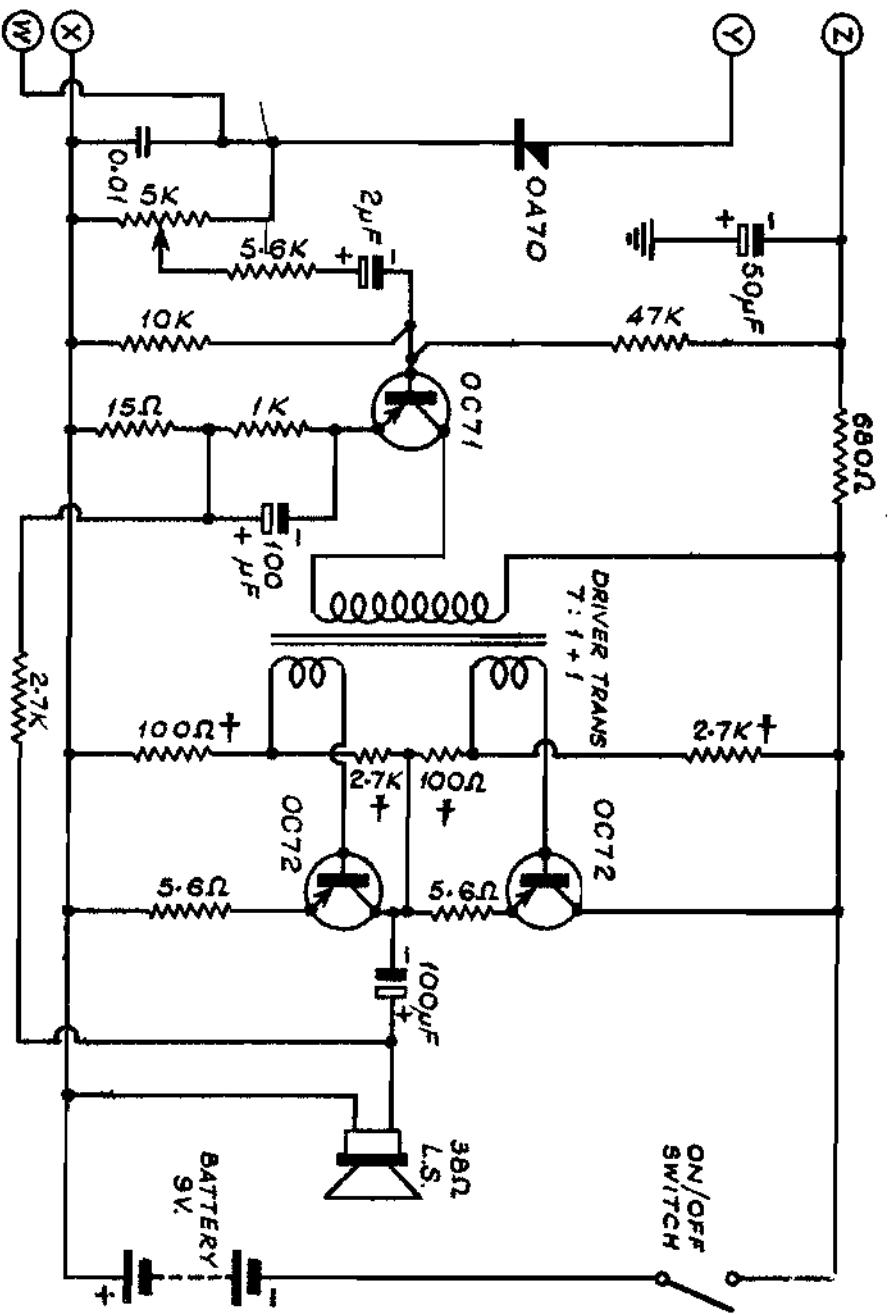 W
X
Y
Z
0.01
5K
5.6K
2µF
+ -
OA70
+ -
50µF
10K
47K
OC71
15Ω
1K
+ -
100
µF
680Ω
DRIVER TRANS
7:1+1
2.7K
100Ω †
2.7K
†
100Ω
†
2.7K †
OC72
OC72
5.6Ω
5.6Ω
- +
100µF
38Ω
L.S.
BATTERY
9V.
+ -
ON/OFF
SWITCH